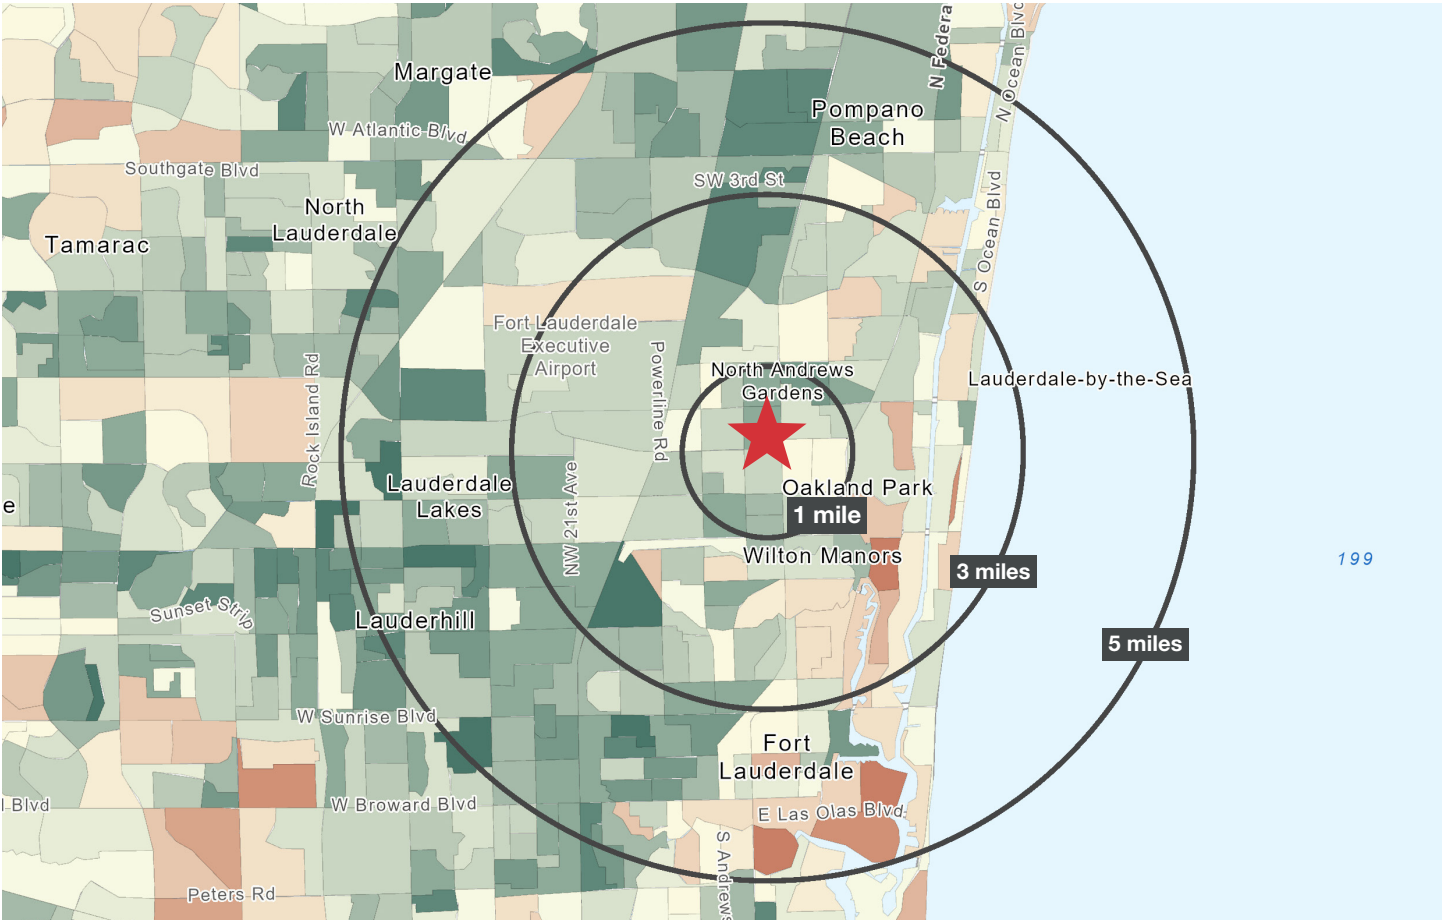 N Federa
N Ocean Blvd
Margate
Pompano
Beach
W Atlantic Blvd
Southgate Blvd
SW 3rd St
North
Lauderdale
Tamarac
S Ocean Blvd
Fort Lauderdale
Executive
Airport
Powerline Rd
North Andrews
Gardens
Lauderdale-by-the-Sea
Rock Island Rd
Lauderdale
Lakes
NW 21st Ave
Oakland Park
1 mile
e
Wilton Manors
3 miles
199
Sunset Strip
Lauderhill
5 miles
W Sunrise Blvd
Fort
Lauderdale
l Blvd
W Broward Blvd
E Las Olas Blvd
S Andrews
Peters Rd